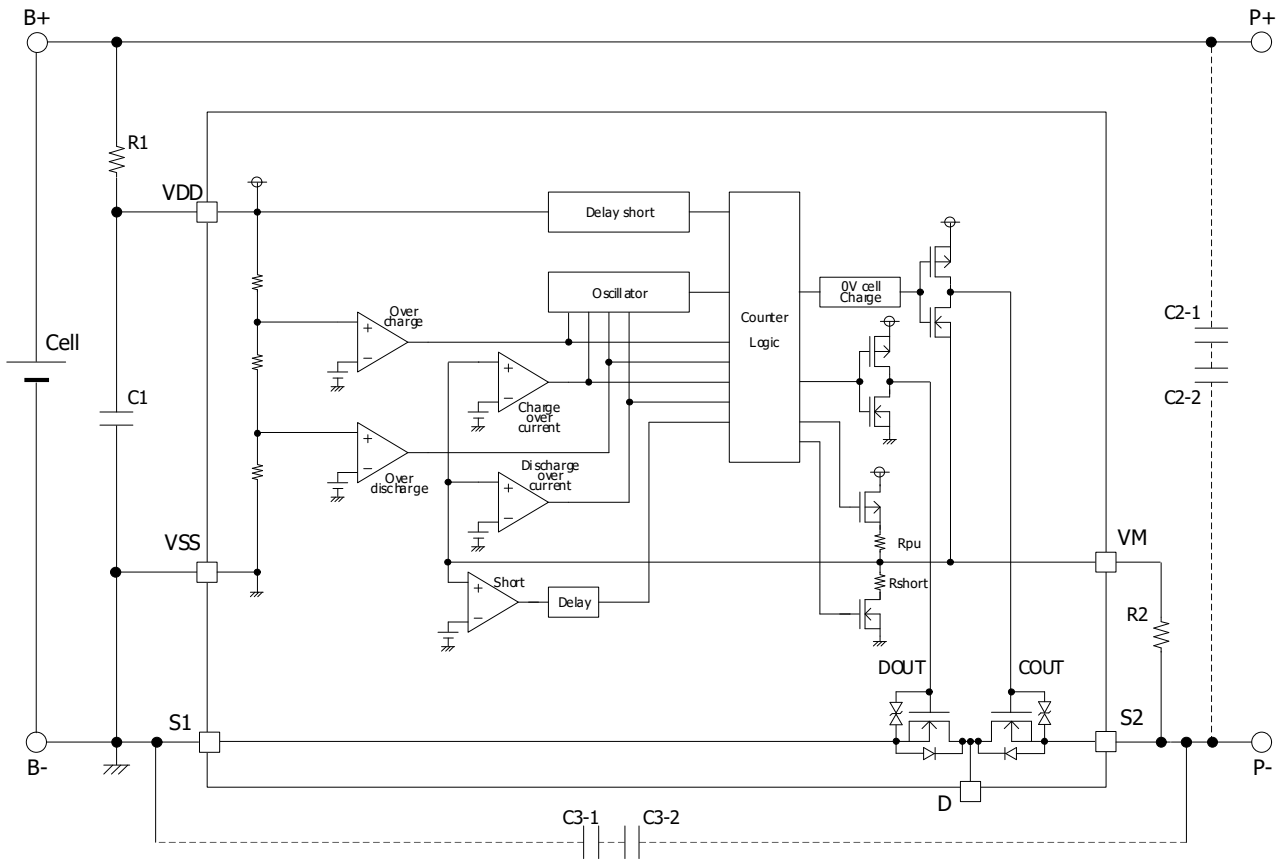 B+
P+
R1
VDD
Delay short
Oscillator
0V cell
Charge
Over
charge
Counter
Logic
C2-1
Cell
C2-2
C1
Charge
over
current
Over
discharge
Discharge
over
current
VSS
Rpu
VM
Short
Delay
Rshort
R2
DOUT
COUT
S1
S2
B-
P-
D
C3-1
C3-2
+
−
+
−
+
−
+
−
+
−